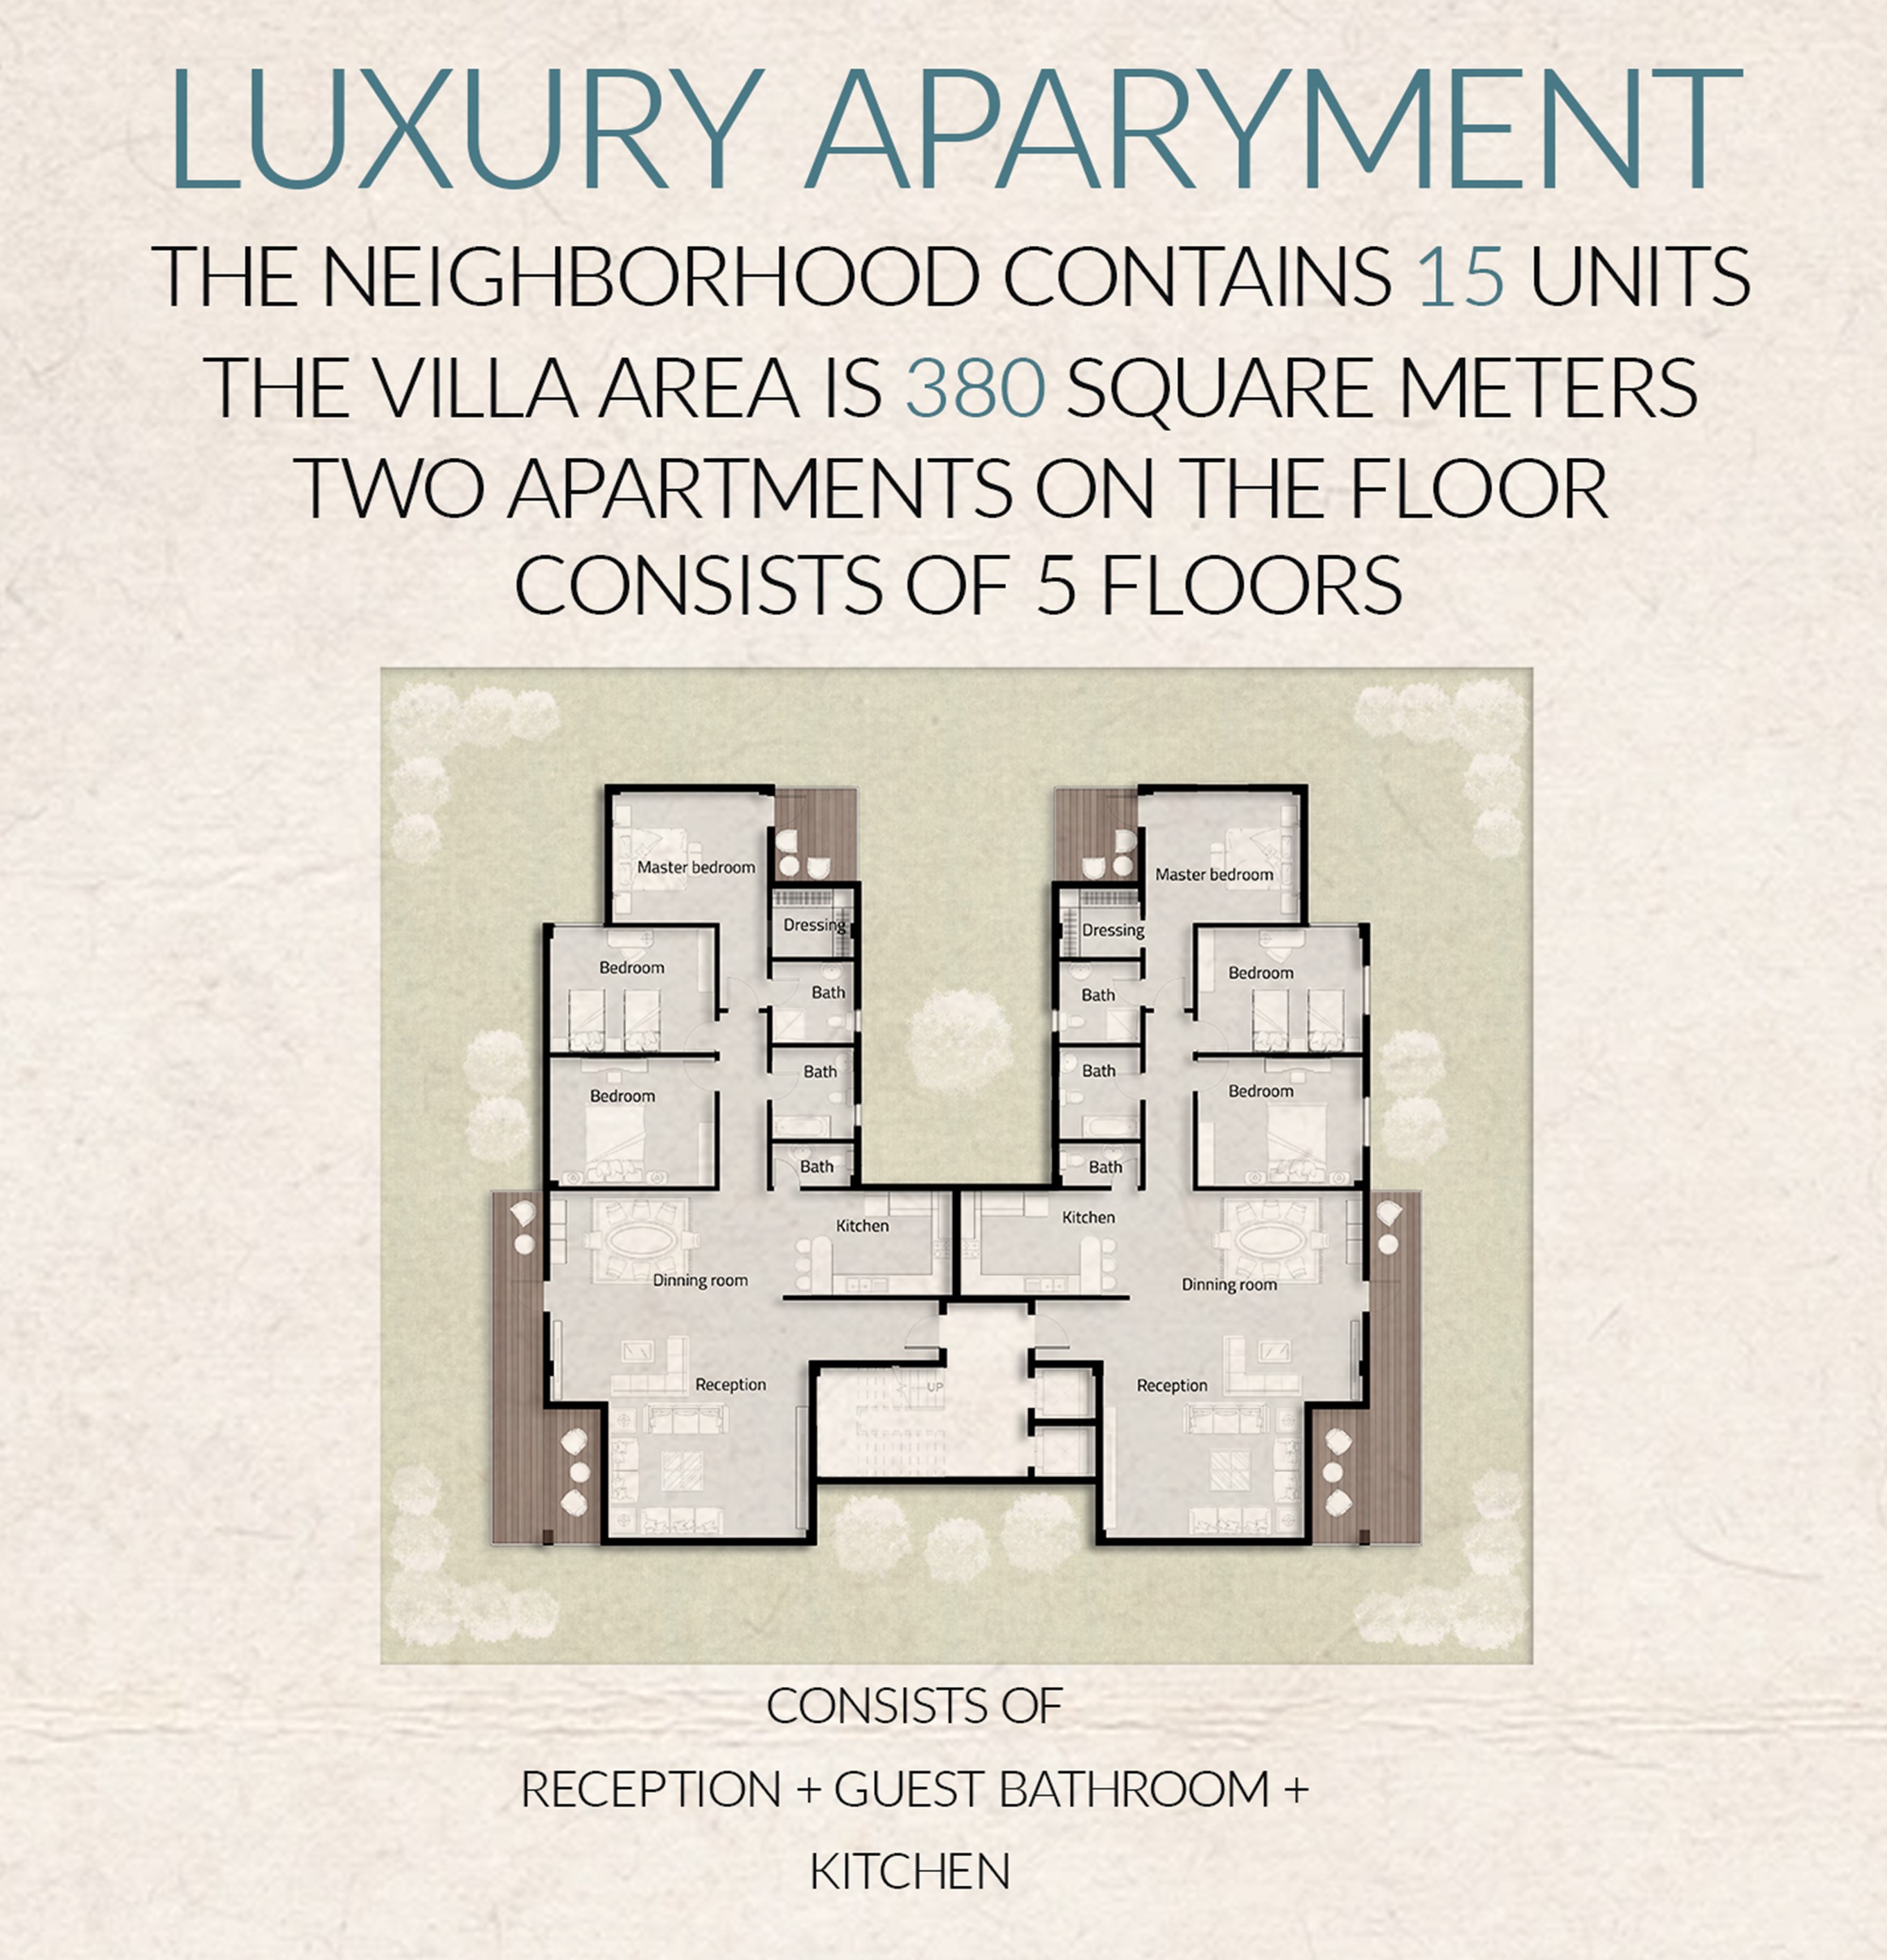 LUXURY APARYMENT
THE NEIGHBORHOOD CONTAINS 15 UNITS
THE VILLA AREA IS 380 SQUARE METERS
TWO APARTMENTS ON THE FLOOR
CONSISTS OF 5 FLOORS
Master bedroom
Master bedroom
Dressing
Dressing
Bedroom
Bedroom
Bath
Bath
Bath
Bath
Bedroom
Bedroom
Bath
Bath
Kitchen
Kitchen
Dinning room
Dinning room
Reception
UP
Reception
CONSISTS OF
RECEPTION + GUEST BATHROOM +
KITCHEN